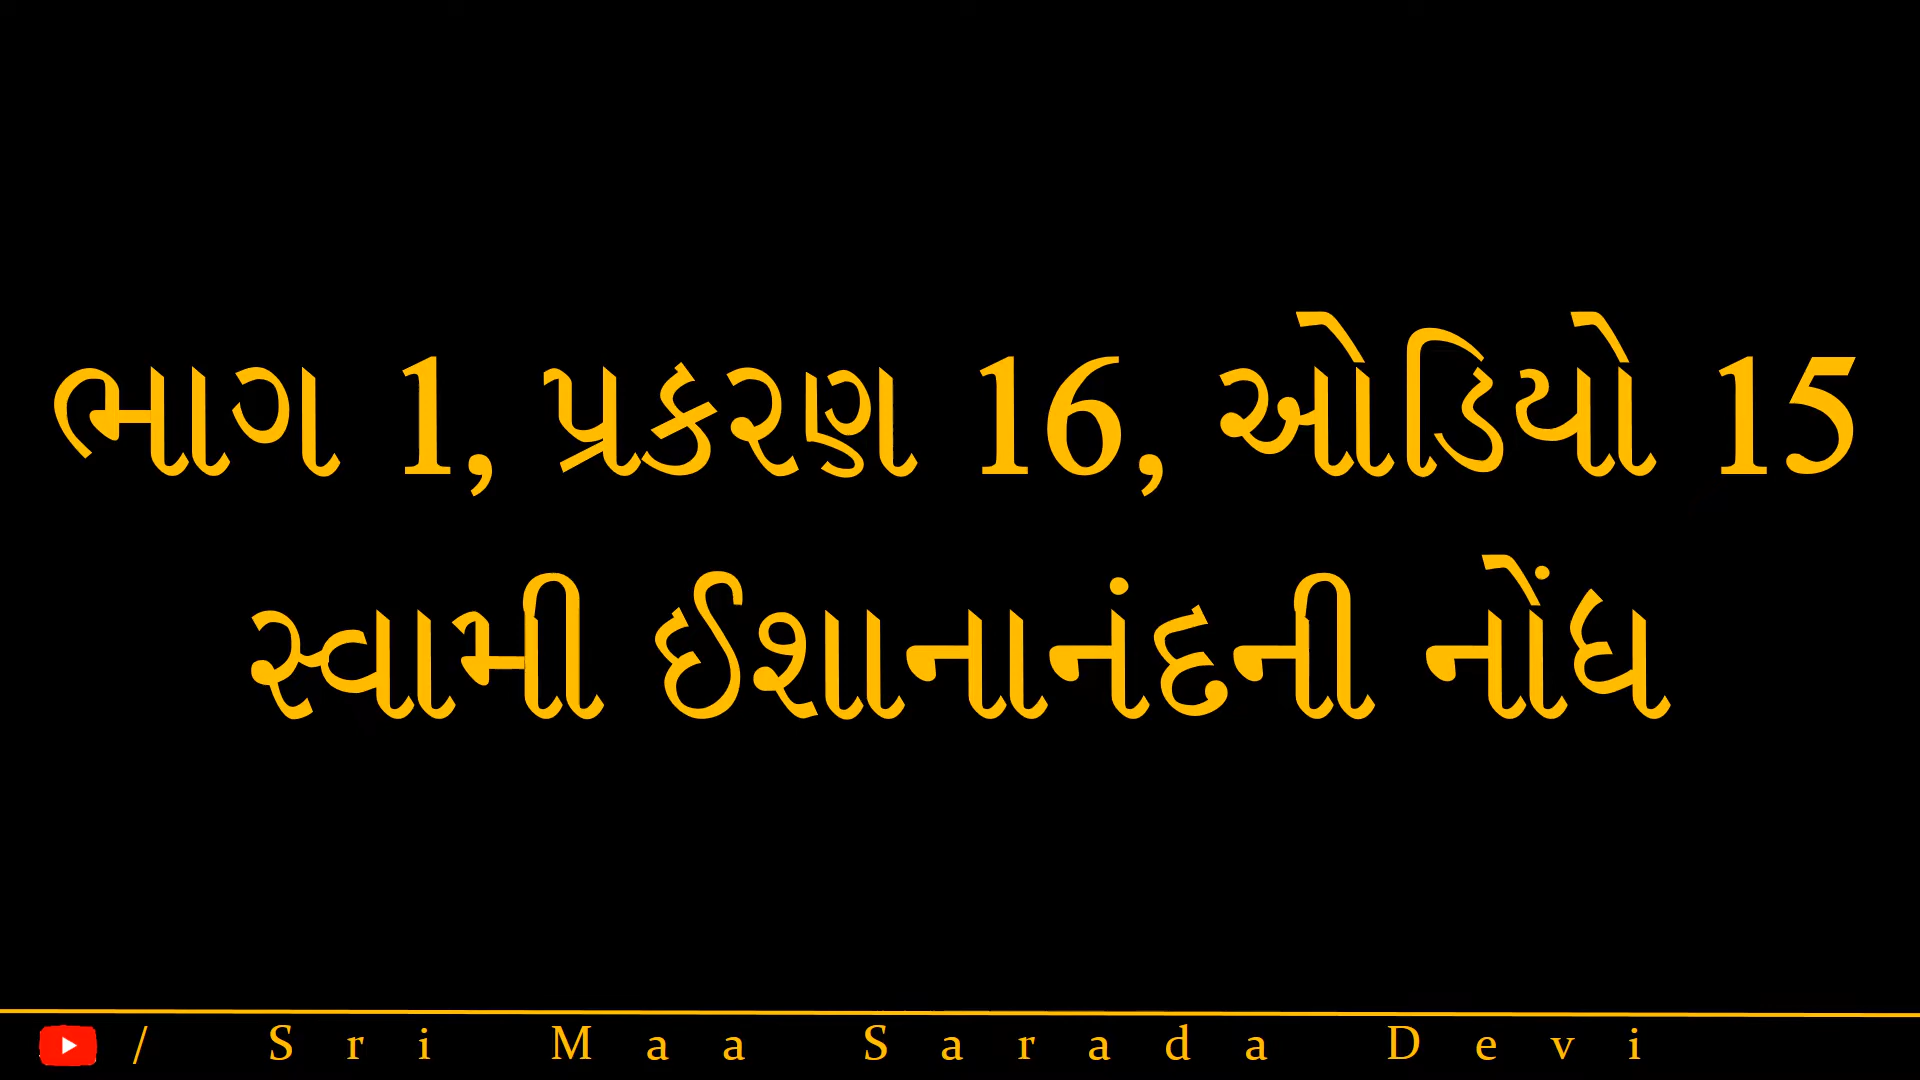 ભાગ 1, પ્રકરણ 16, ઓડિયો 15
સ્વામી ઈશાનાનંદની નોંધ
/ Sri Maa Sarada Devi